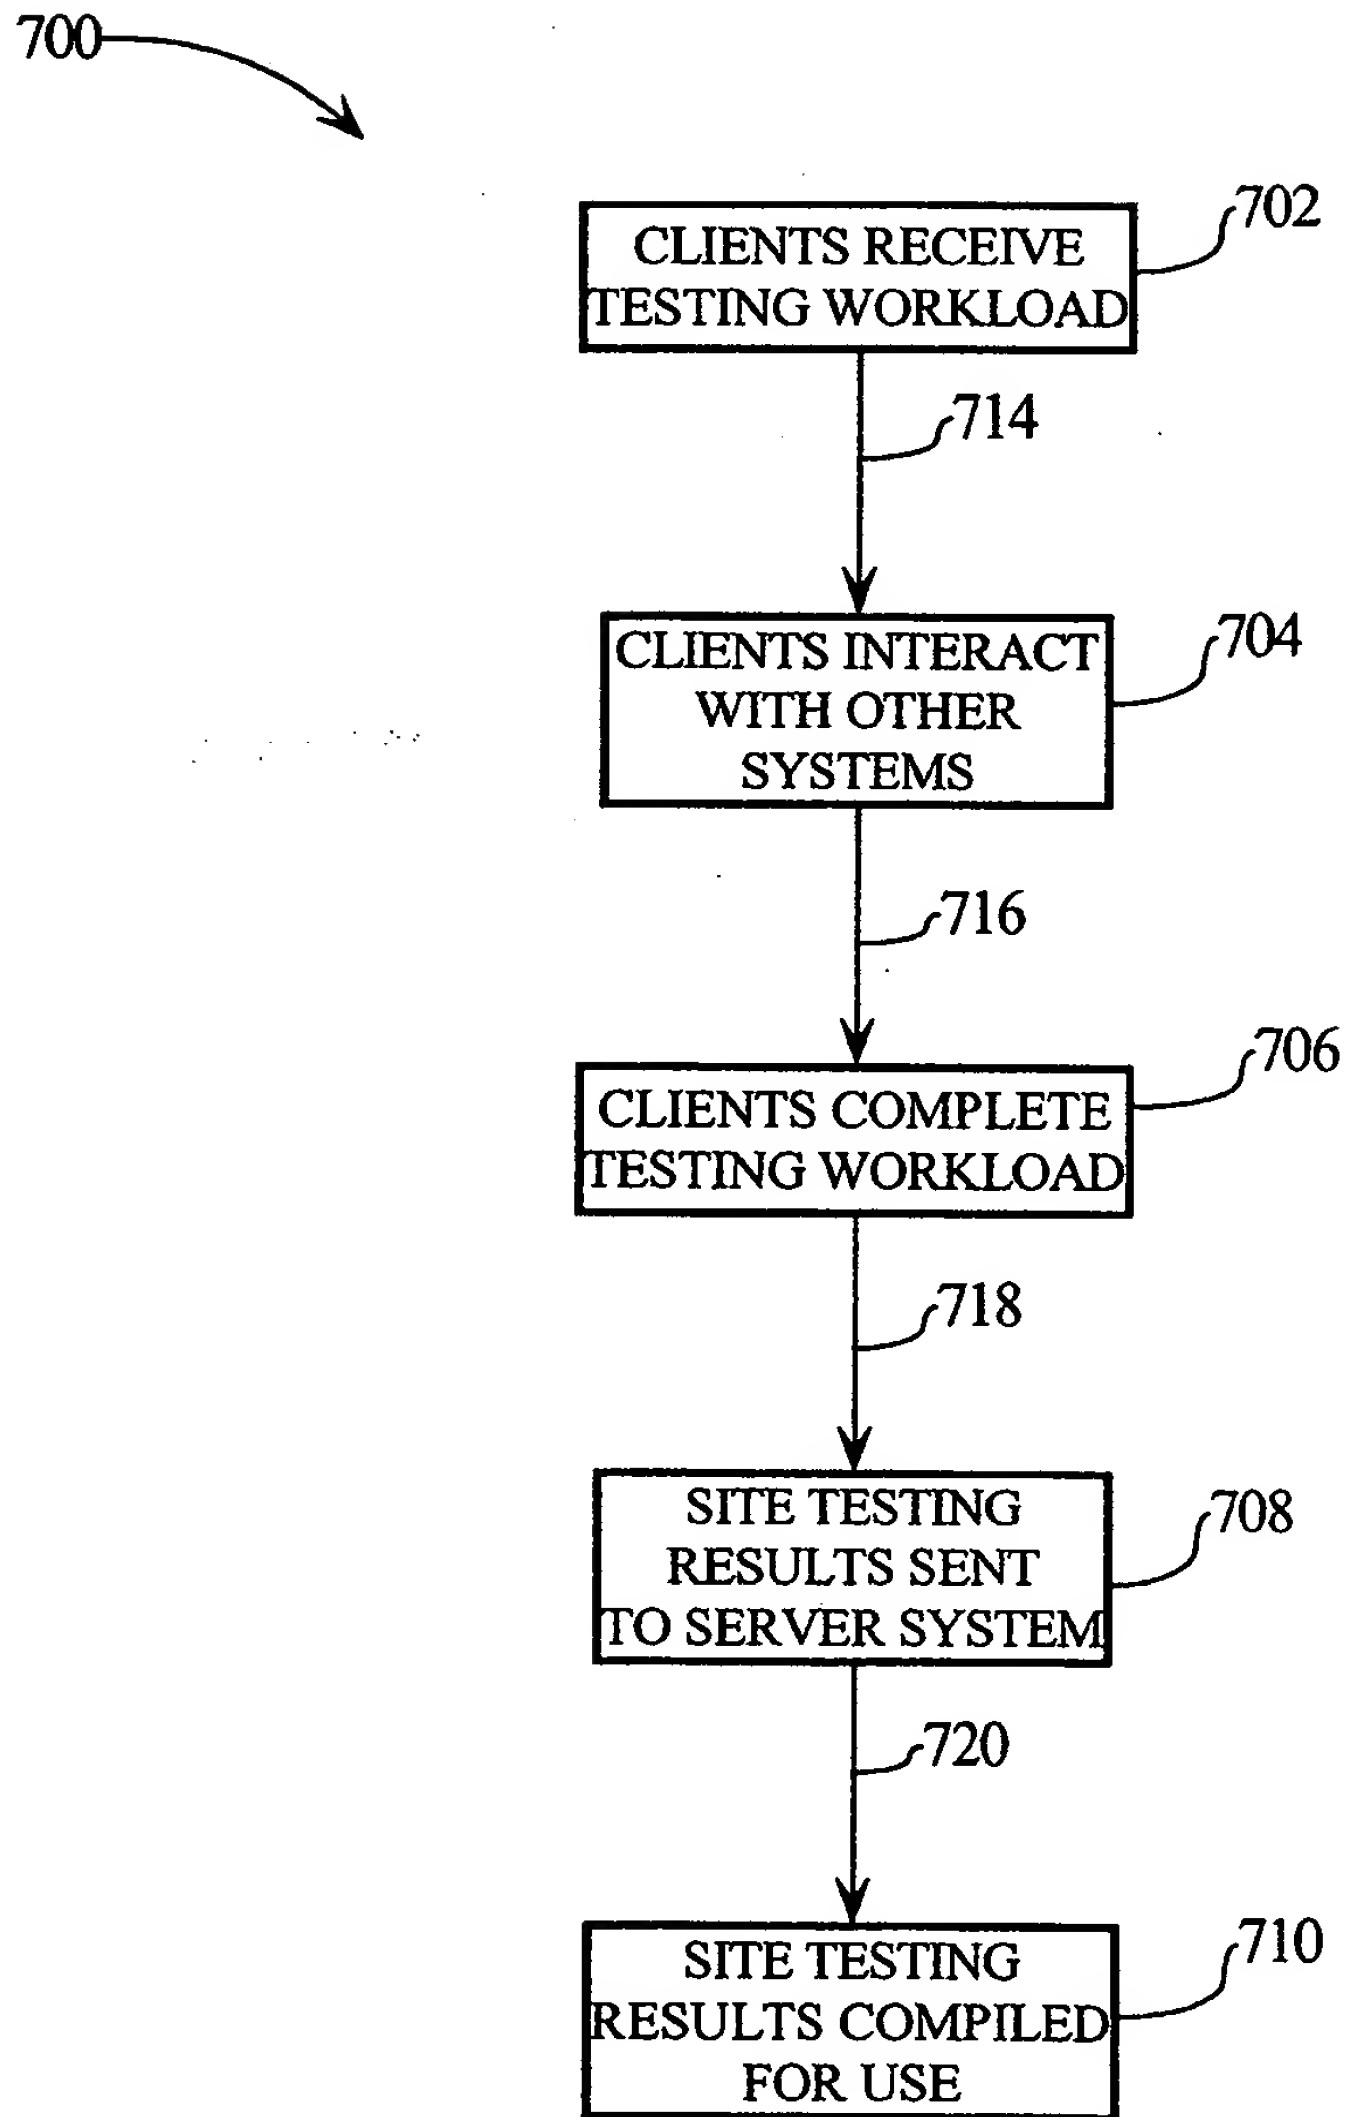 700
702
CLIENTS RECEIVE
TESTING WORKLOAD
714
704
CLIENTS INTERACT
WITH OTHER
SYSTEMS
716
706
CLIENTS COMPLETE
TESTING WORKLOAD
718
708
SITE TESTING
RESULTS SENT
TO SERVER SYSTEM
720
710
SITE TESTING
RESULTS COMPILED
FOR USE